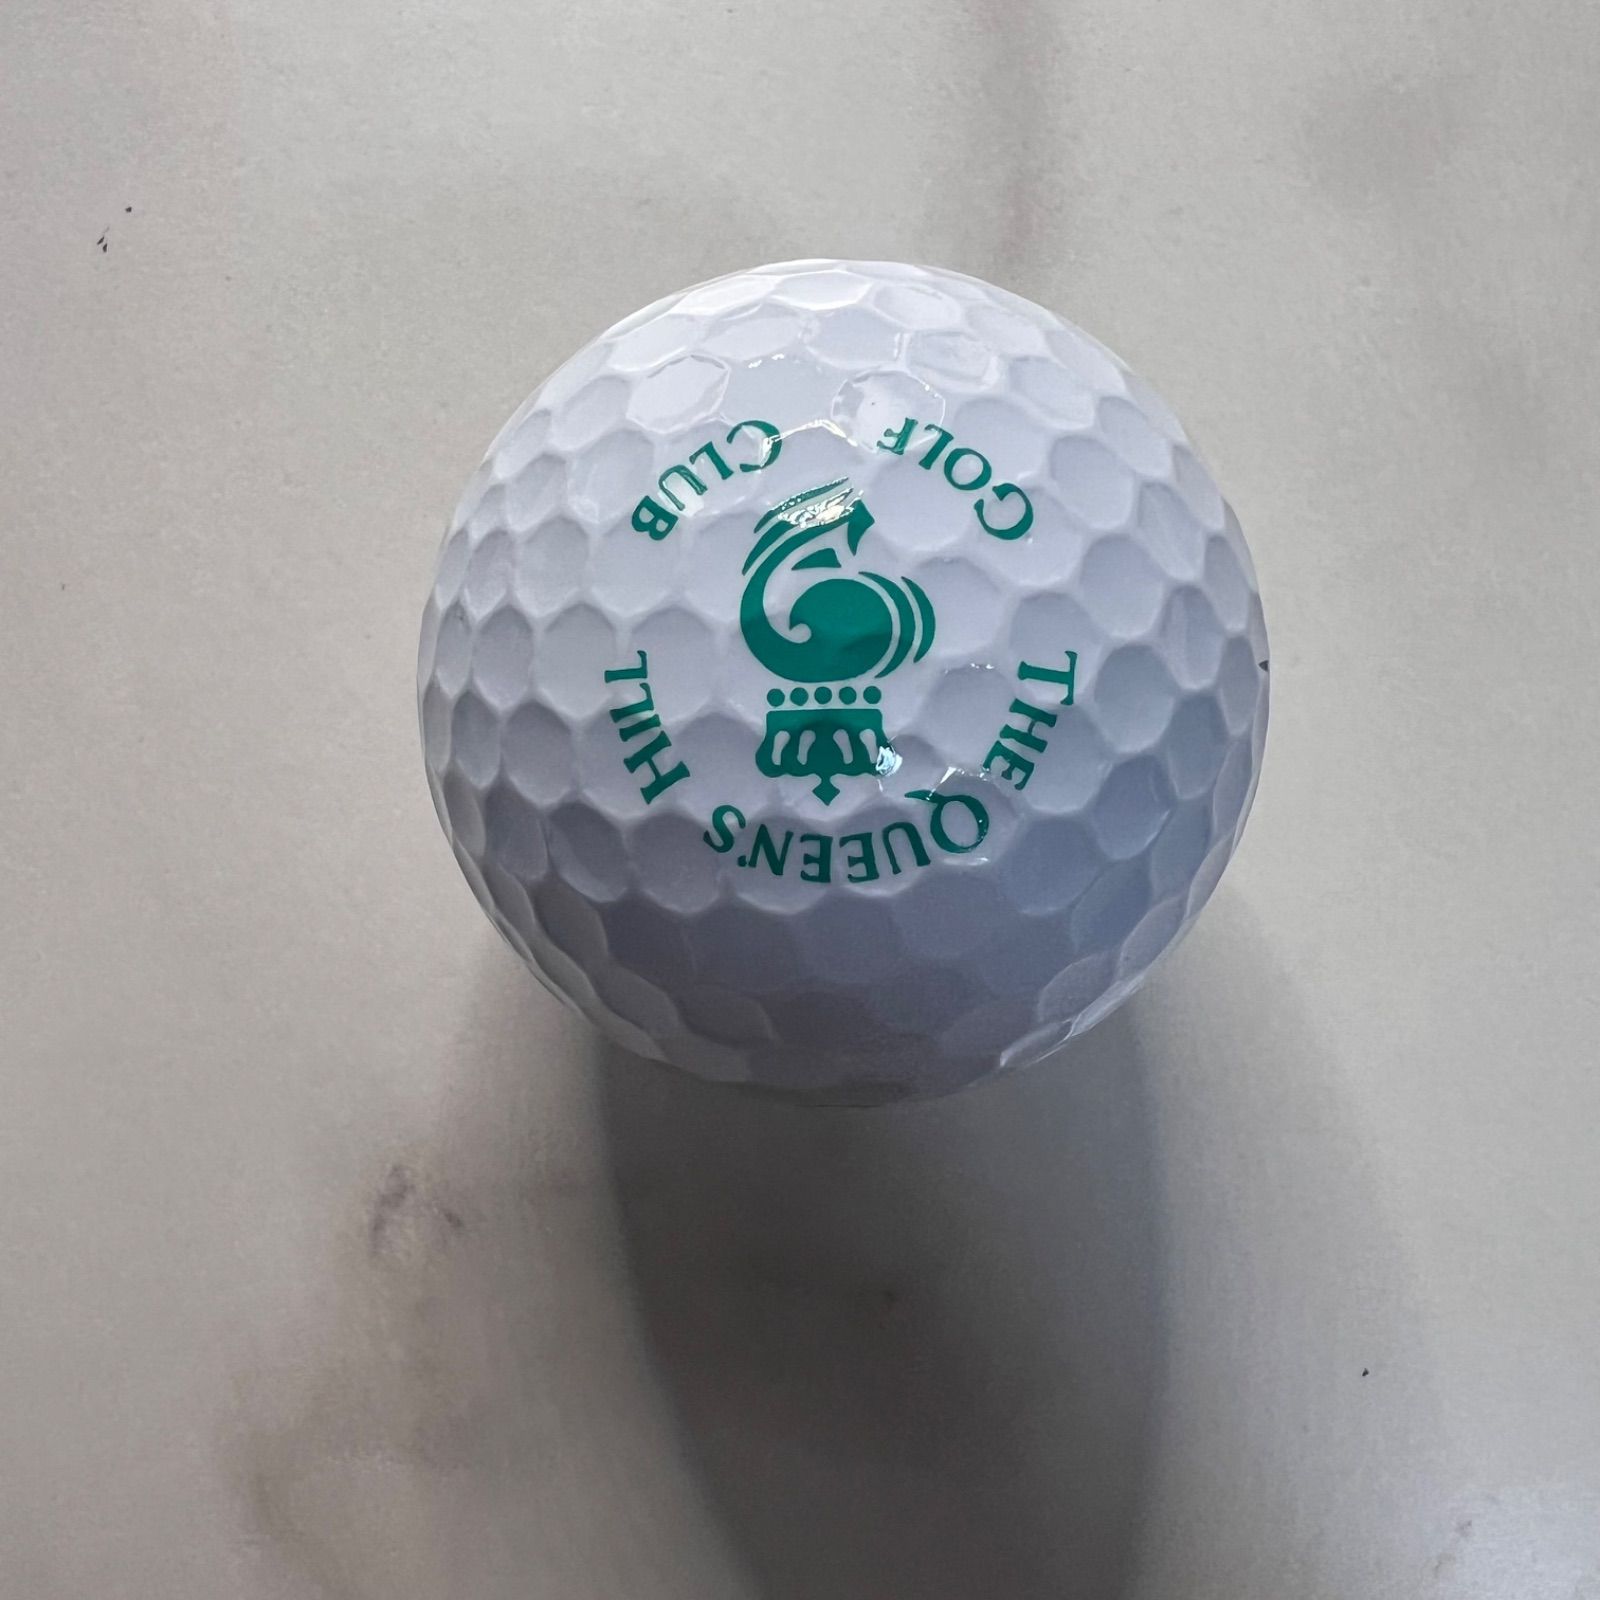 THE QUEEN'S HILL
GOLF CLUB